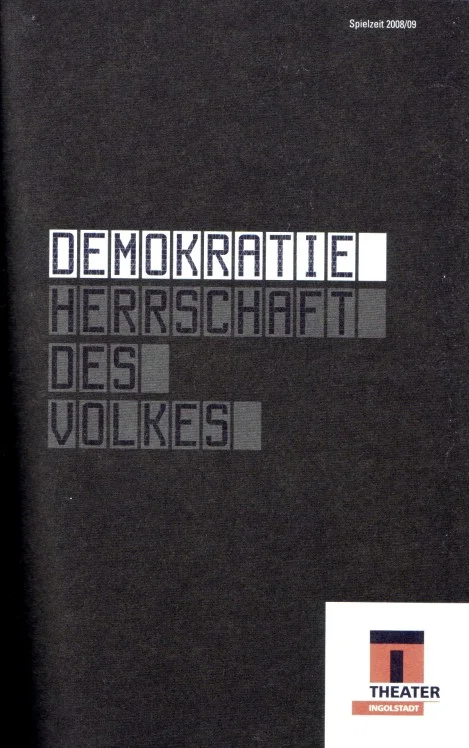 Spielzeit 2008/09
DEMOKRATIE
HERRSCHAFT
DES
VOLKES
THEATER
INGOLSTADT